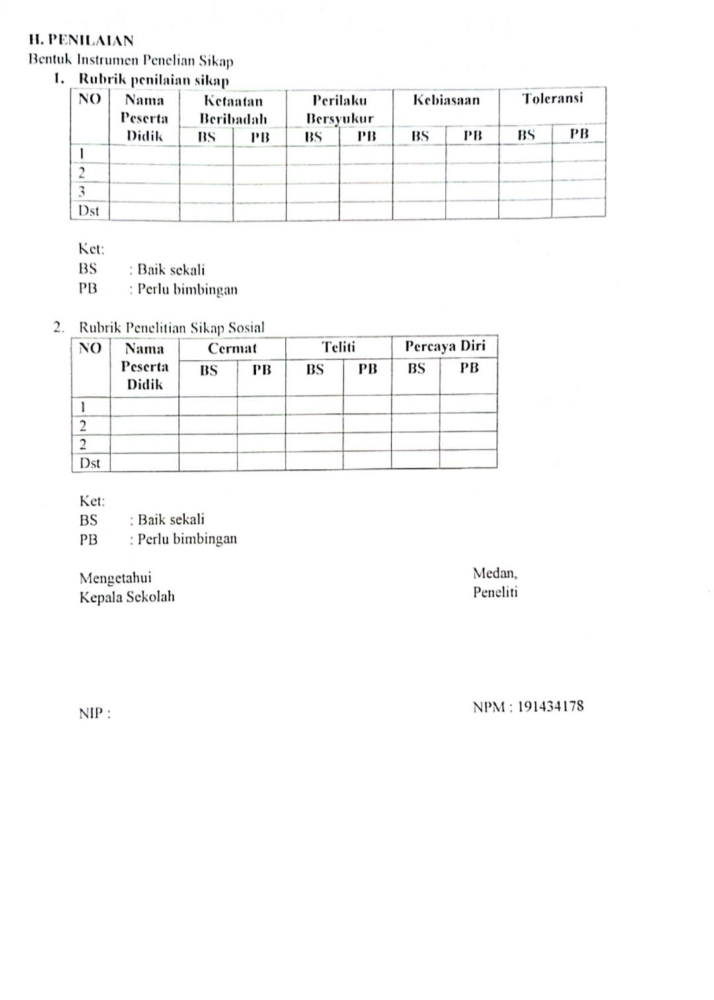 H. PENILAIAN
Bentuk Instrumen Penelian Sikap
1. Rubrik penilaian sikap
NO Nama Peserta Didik Ketaatan Beribadah Perilaku Bersyukur Kebiasaan Toleransi
BS PB BS PB BS PB BS PB
1
2
3
Dst
Ket:
BS : Baik sekali
PB : Perlu bimbingan
2. Rubrik Penelitian Sikap Sosial
NO Nama Peserta Didik Cermat Teliti Percaya Diri
BS PB BS PB BS PB
1
2
2
Dst
Ket:
BS : Baik sekali
PB : Perlu bimbingan
Mengetahui Medan,
Kepala Sekolah Peneliti
NIP : NPM : 191434178